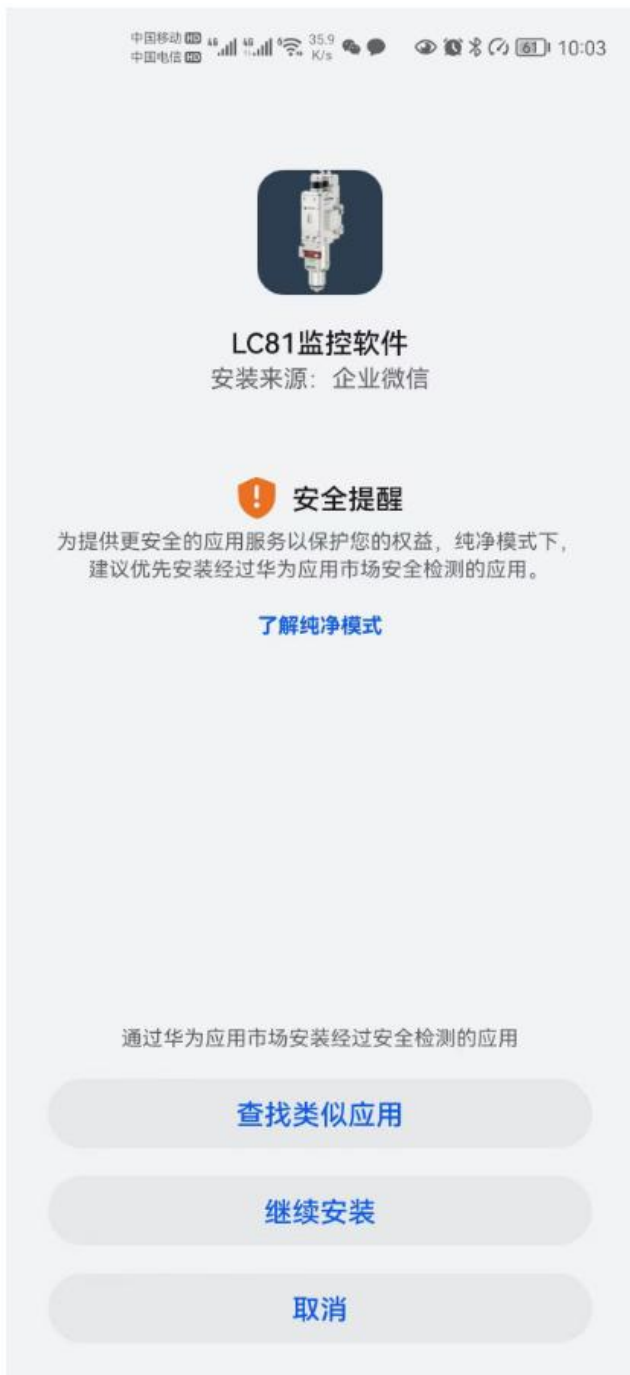 中国移动 HD 4G 4G 6 35.9 61 10:03
中国电信 HD K/s
LC81监控软件
安装来源：企业微信
安全提醒
为提供更安全的应用服务以保护您的权益，纯净模式下，
建议优先安装经过华为应用市场安全检测的应用。
了解纯净模式
通过华为应用市场安装经过安全检测的应用
查找类似应用
继续安装
取消